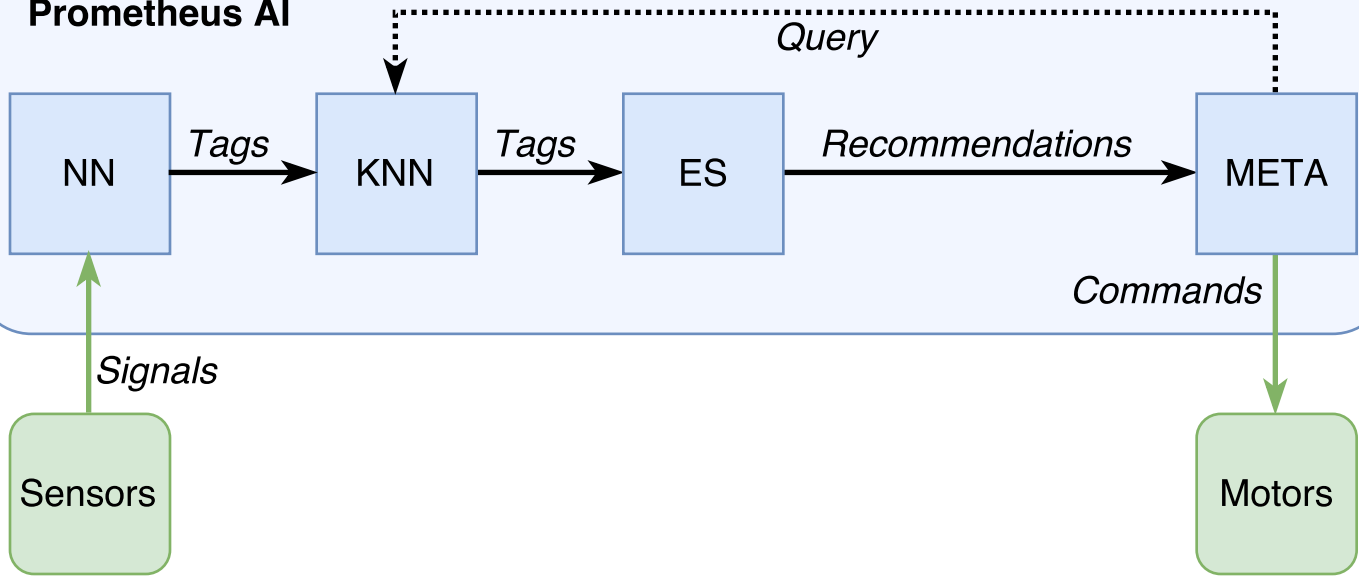 Prometheus AI
Query
Tags
Tags
Recommendations
NN
KNN
ES
META
Commands
Signals
Sensors
Motors